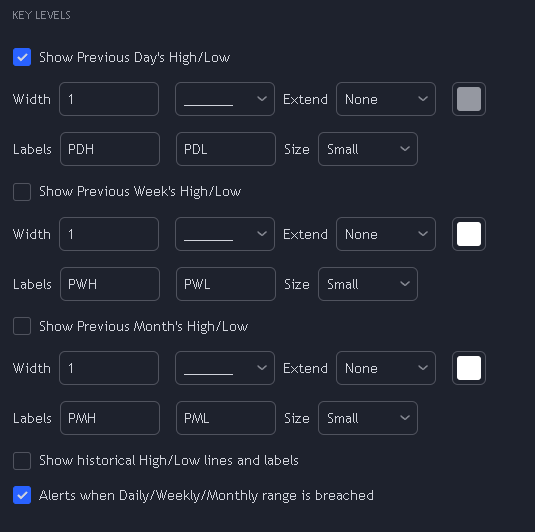 KEY LEVELS
Show Previous Day's High/Low
Width 1 Extend None
Labels PDH PDL Size Small
Show Previous Week's High/Low
Width 1 Extend None
Labels PWH PWL Size Small
Show Previous Month's High/Low
Width 1 Extend None
Labels PMH PML Size Small
Show historical High/Low lines and labels
Alerts when Daily/Weekly/Monthly range is breached